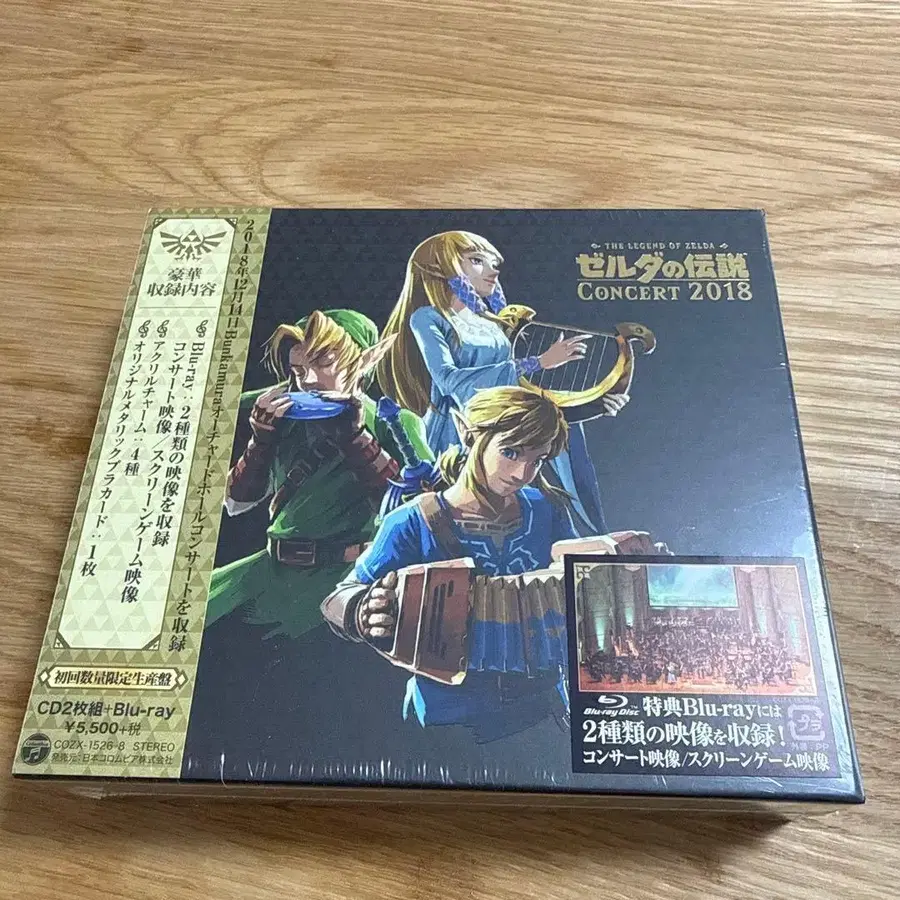 豪華
収録内容
2018年12月14日Bunkamuraオーチャードホールコンサートを収録
Blu-ray：2種類の映像を収録
コンサート映像／スクリーンゲーム映像
アクリルチャーム：4種
オリジナルメタリックプラカード：1枚
初回数量限定生産盤
CD2枚組+Blu-ray
¥5,500+税
Columbia
COZX-1526-8 STEREO
発売元：日本コロムビア株式会社
THE LEGEND OF ZELDA
ゼルダの伝説
CONCERT 2018
Blu-ray Disc™
特典Blu-rayには
2種類の映像を収録！
コンサート映像/スクリーンゲーム映像
プラ
外装：PP